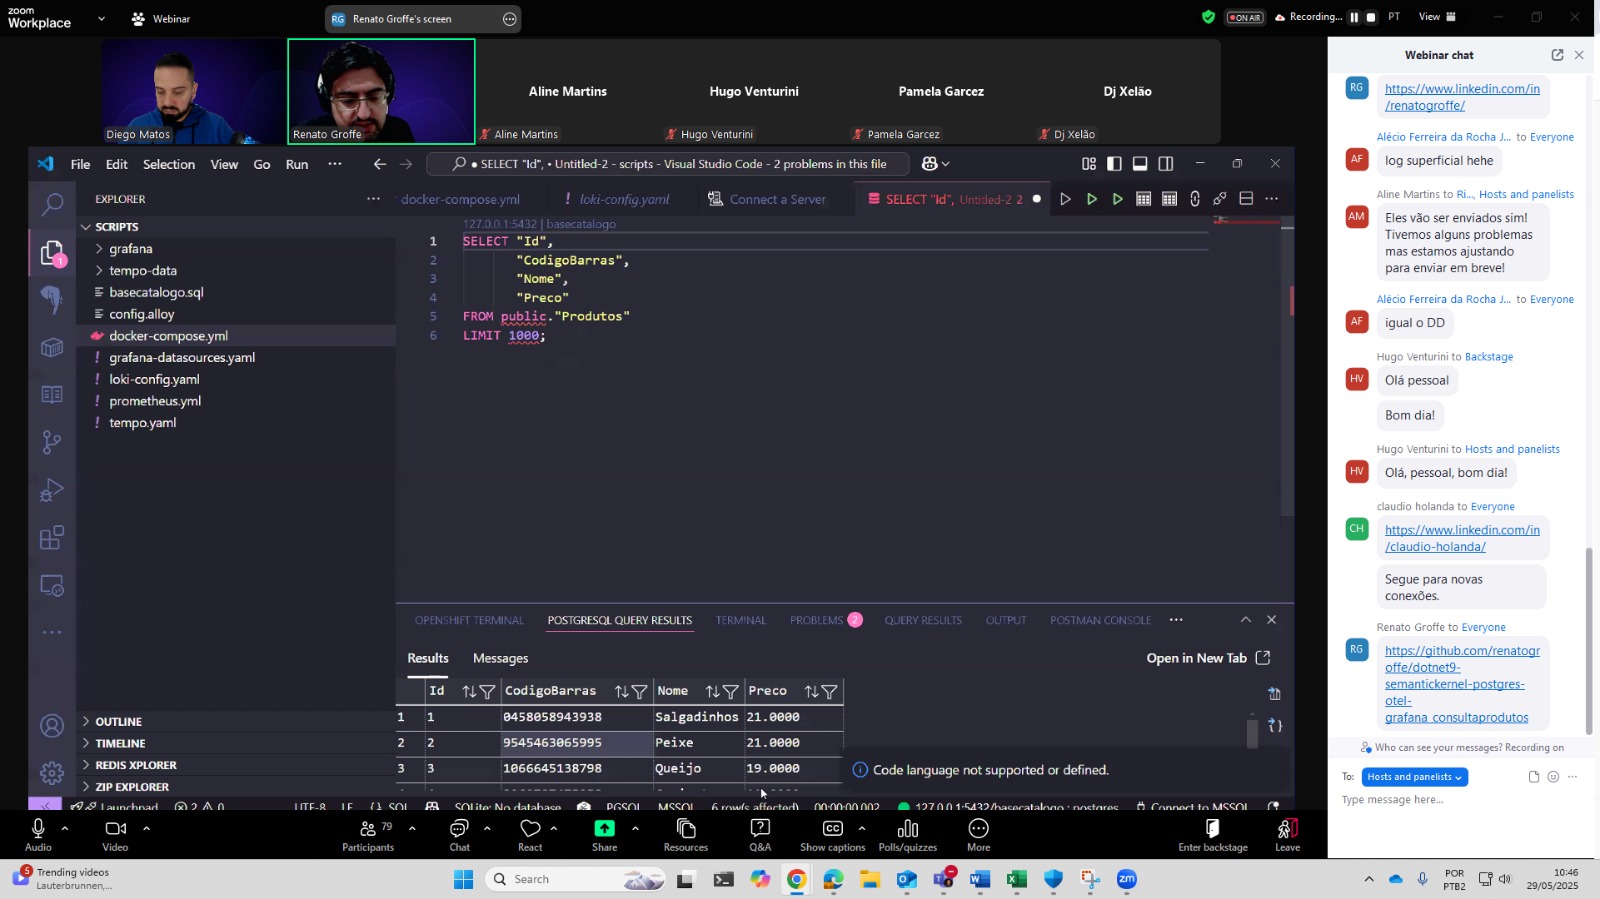 zoom
Workplace
Webinar
RG Renato Groffe's screen
ON AIR
Recording...
PT
View
Diego Matos
Renato Groffe
Aline Martins
Aline Martins
Hugo Venturini
Hugo Venturini
Pamela Garcez
Pamela Garcez
Dj Xelão
Dj Xelão
File Edit Selection View Go Run ···
● SELECT "Id", • Untitled-2 - scripts - Visual Studio Code - 2 problems in this file
EXPLORER
docker-compose.yml
! loki-config.yaml
Connect a Server
SELECT "Id", Untitled-2 2
SCRIPTS
grafana
tempo-data
basecatalogo.sql
config.alloy
docker-compose.yml
! grafana-datasources.yaml
! loki-config.yaml
! prometheus.yml
! tempo.yaml
OUTLINE
TIMELINE
REDIS XPLORER
ZIP EXPLORER
127.0.0.1:5432 | basecatalogo
1 SELECT "Id",
2 "CodigoBarras",
3 "Nome",
4 "Preco"
5 FROM public."Produtos"
6 LIMIT 1000;
OPENSHIFT TERMINAL POSTGRESQL QUERY RESULTS TERMINAL PROBLEMS 2 QUERY RESULTS OUTPUT POSTMAN CONSOLE ···
Results Messages
Open in New Tab
Id CodigoBarras Nome Preco
1 1 0458058943938 Salgadinhos 21.0000
2 2 9545463065995 Peixe 21.0000
3 3 1066645138798 Queijo 19.0000
Code language not supported or defined.
Launchpad 2 0 UTF-8 LF SQL SQLite: No database PGSQL MSSQL 6 row(s affected) 00:00:00.002 127.0.0.1:5432/basecatalogo : postgres Connect to MSSQL
Webinar chat
RG
https://www.linkedin.com/in
/renatogroffe/
Alécio Ferreira da Rocha J... to Everyone
AF
log superficial hehe
Aline Martins to Ri..., Hosts and panelists
AM
Eles vão ser enviados sim!
Tivemos alguns problemas
mas estamos ajustando
para enviar em breve!
Alécio Ferreira da Rocha J... to Everyone
AF
igual o DD
Hugo Venturini to Backstage
HV
Olá pessoal
Bom dia!
Hugo Venturini to Hosts and panelists
HV
Olá, pessoal, bom dia!
claudio holanda to Everyone
CH
https://www.linkedin.com/in
/claudio-holanda/
Segue para novas
conexões.
Renato Groffe to Everyone
RG
https://github.com/renatogr
offe/dotnet9-
semantickernel-postgres-
otel-
grafana_consultaprodutos
Who can see your messages? Recording on
To: Hosts and panelists
Type message here...
Audio
Video
79
Participants
Chat
React
Share
Resources
Q&A
CC
Show captions
Polls/quizzes
More
Enter backstage
Leave
5
Trending videos
Lauterbrunnen,...
Search
zm
POR
PTB2
10:46
29/05/2025